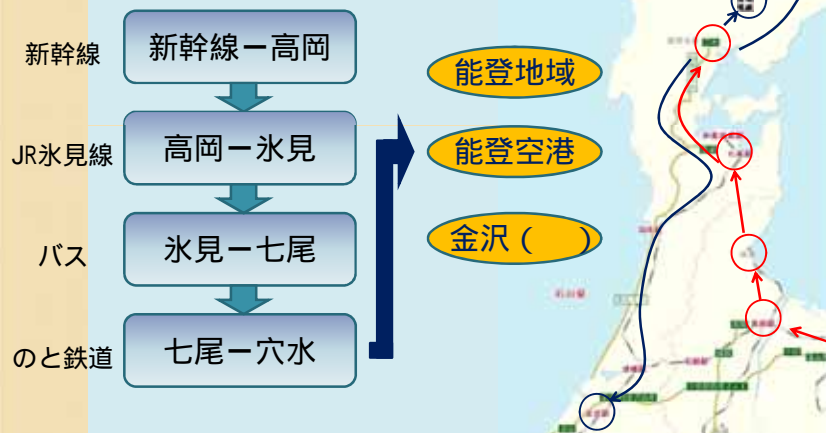 新幹線
新幹線ー高岡
JR氷見線
高岡ー氷見
バス
氷見ー七尾
のと鉄道
七尾ー穴水
能登地域
能登空港
金沢（　　）